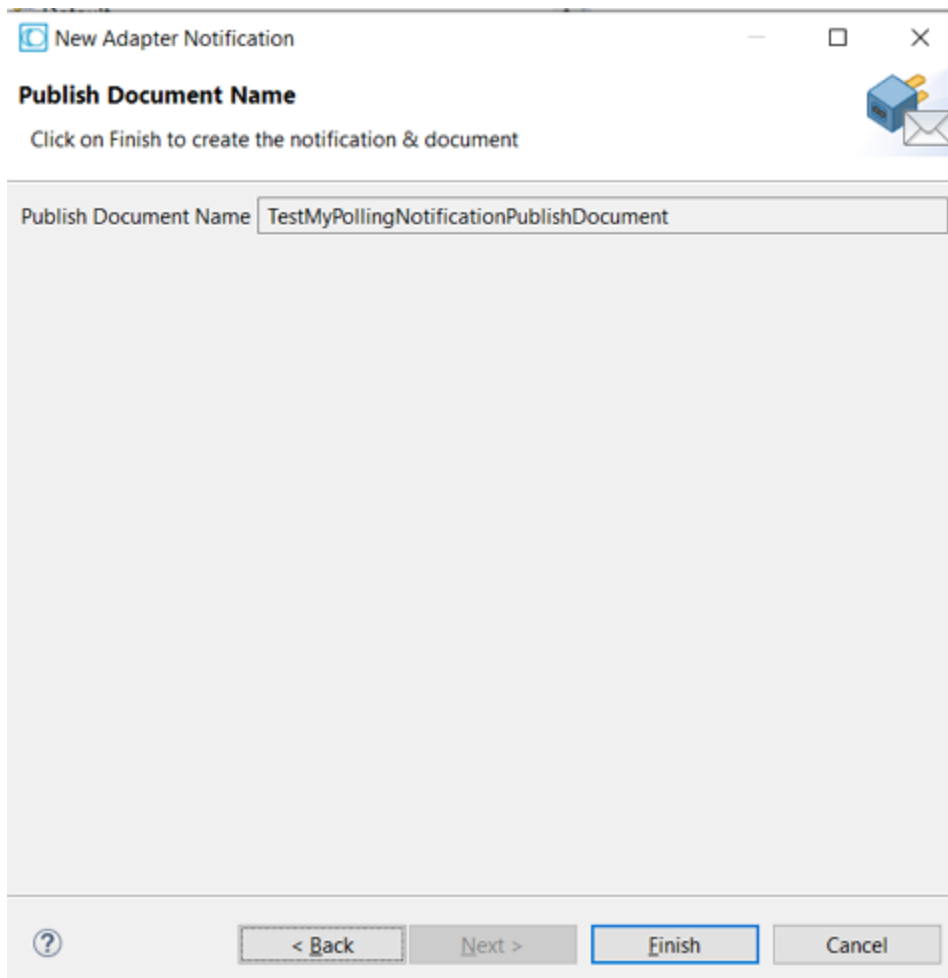 New Adapter Notification
Publish Document Name
Click on Finish to create the notification & document
Publish Document Name TestMyPollingNotificationPublishDocument
< Back Next > Finish Cancel